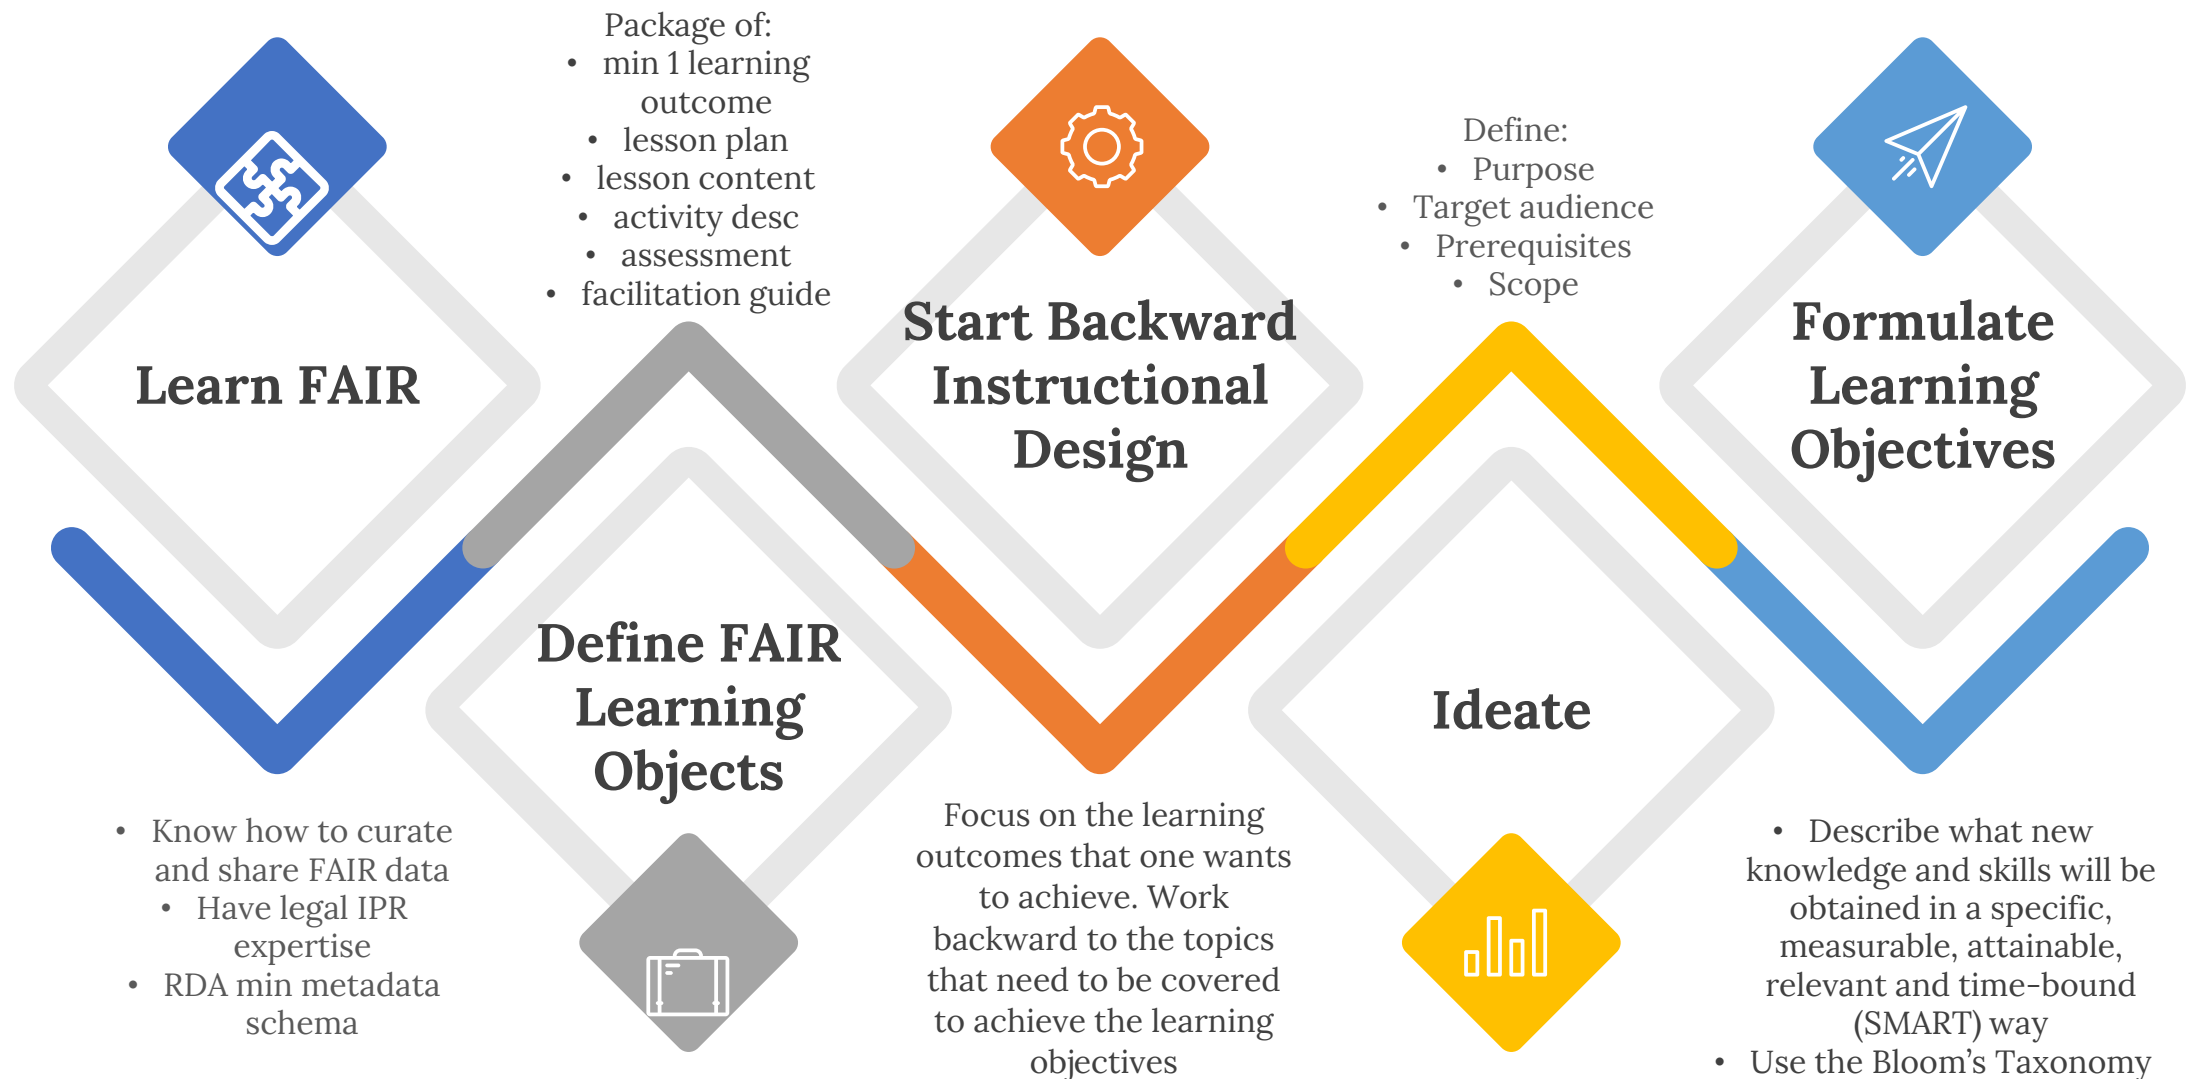 Learn FAIR
• Know how to curate
and share FAIR data
• Have legal IPR
expertise
• RDA min metadata
schema
Package of:
• min 1 learning
outcome
• lesson plan
• lesson content
• activity desc
• assessment
• facilitation guide
Define FAIR
Learning
Objects
Start Backward
Instructional
Design
Focus on the learning
outcomes that one wants
to achieve. Work
backward to the topics
that need to be covered
to achieve the learning
objectives
Define:
• Purpose
• Target audience
• Prerequisites
• Scope
Ideate
Formulate
Learning
Objectives
• Describe what new
knowledge and skills will be
obtained in a specific,
measurable, attainable,
relevant and time-bound
(SMART) way
• Use the Bloom's Taxonomy